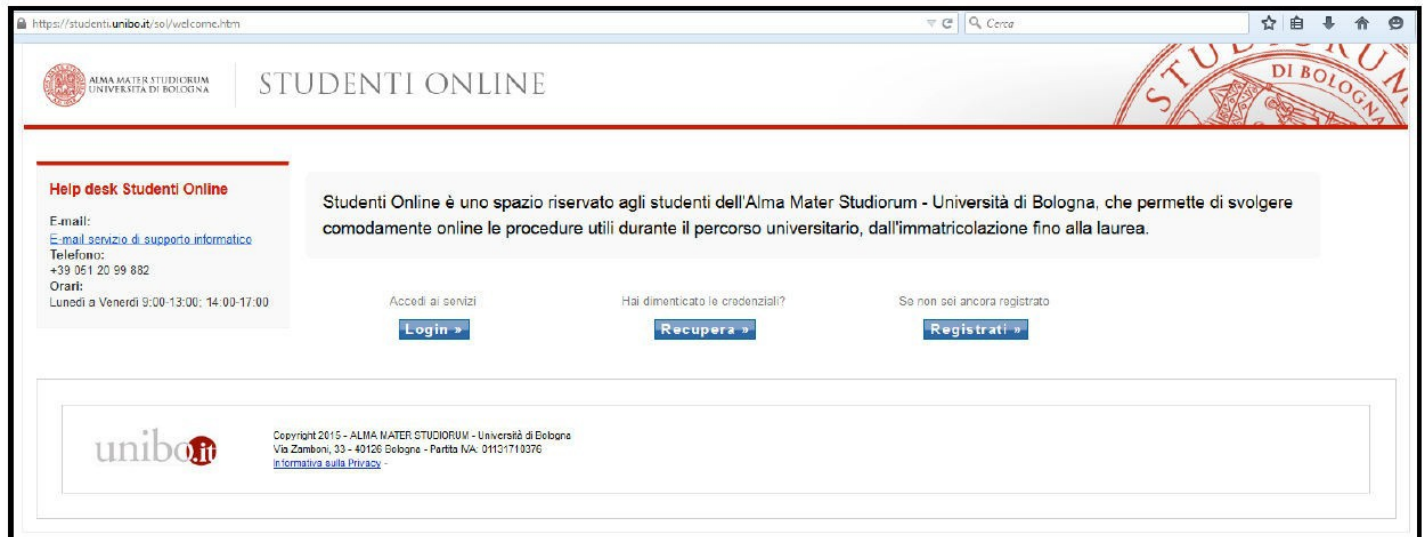 https://studenti.unibo.it/sol/welcome.htm
Cerca
ALMA MATER STUDIORUM
UNIVERSITÀ DI BOLOGNA
STUDENTI ONLINE
STUDIORUM
DI BOLOGNA
Help desk Studenti Online
E-mail:
E-mail servizio di supporto informatico
Telefono:
+39 051 20 99 882
Orari:
Lunedì a Venerdì 9:00-13:00; 14:00-17:00
Studenti Online è uno spazio riservato agli studenti dell'Alma Mater Studiorum - Università di Bologna, che permette di svolgere
comodamente online le procedure utili durante il percorso universitario, dall'immatricolazione fino alla laurea.
Accedi ai servizi
Hai dimenticato le credenziali?
Se non sei ancora registrato
Login »
Recupera »
Registrati »
unibo.it
Copyright 2015 - ALMA MATER STUDIORUM - Università di Bologna
Via Zamboni, 33 - 40126 Bologna - Partita IVA: 01131710376
Informativa sulla Privacy -